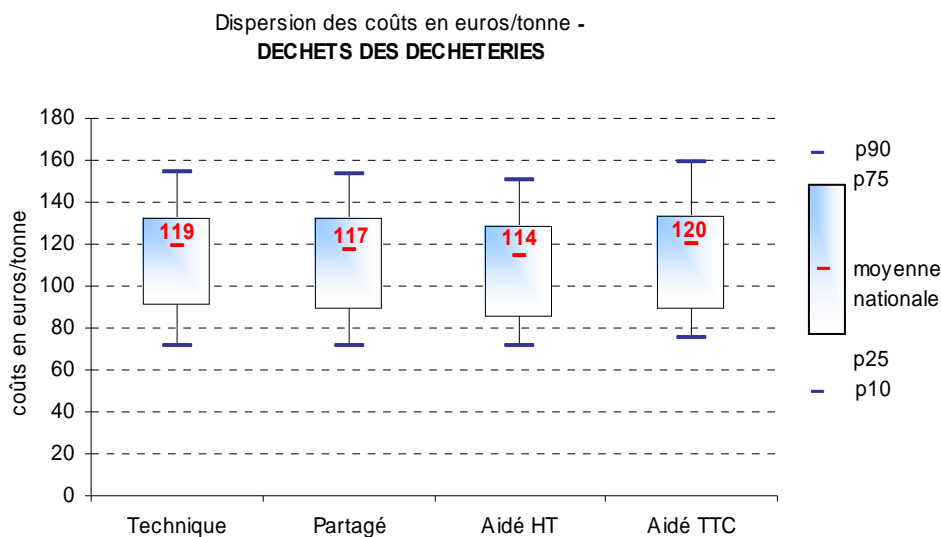 Dispersion des coûts en euros/tonne -
DECHETS DES DECHETERIES
coûts en euros/tonne
180
160
140
120
100
80
60
40
20
0
119
117
114
120
Technique
Partagé
Aidé HT
Aidé TTC
p90
p75
moyenne
nationale
p25
p10